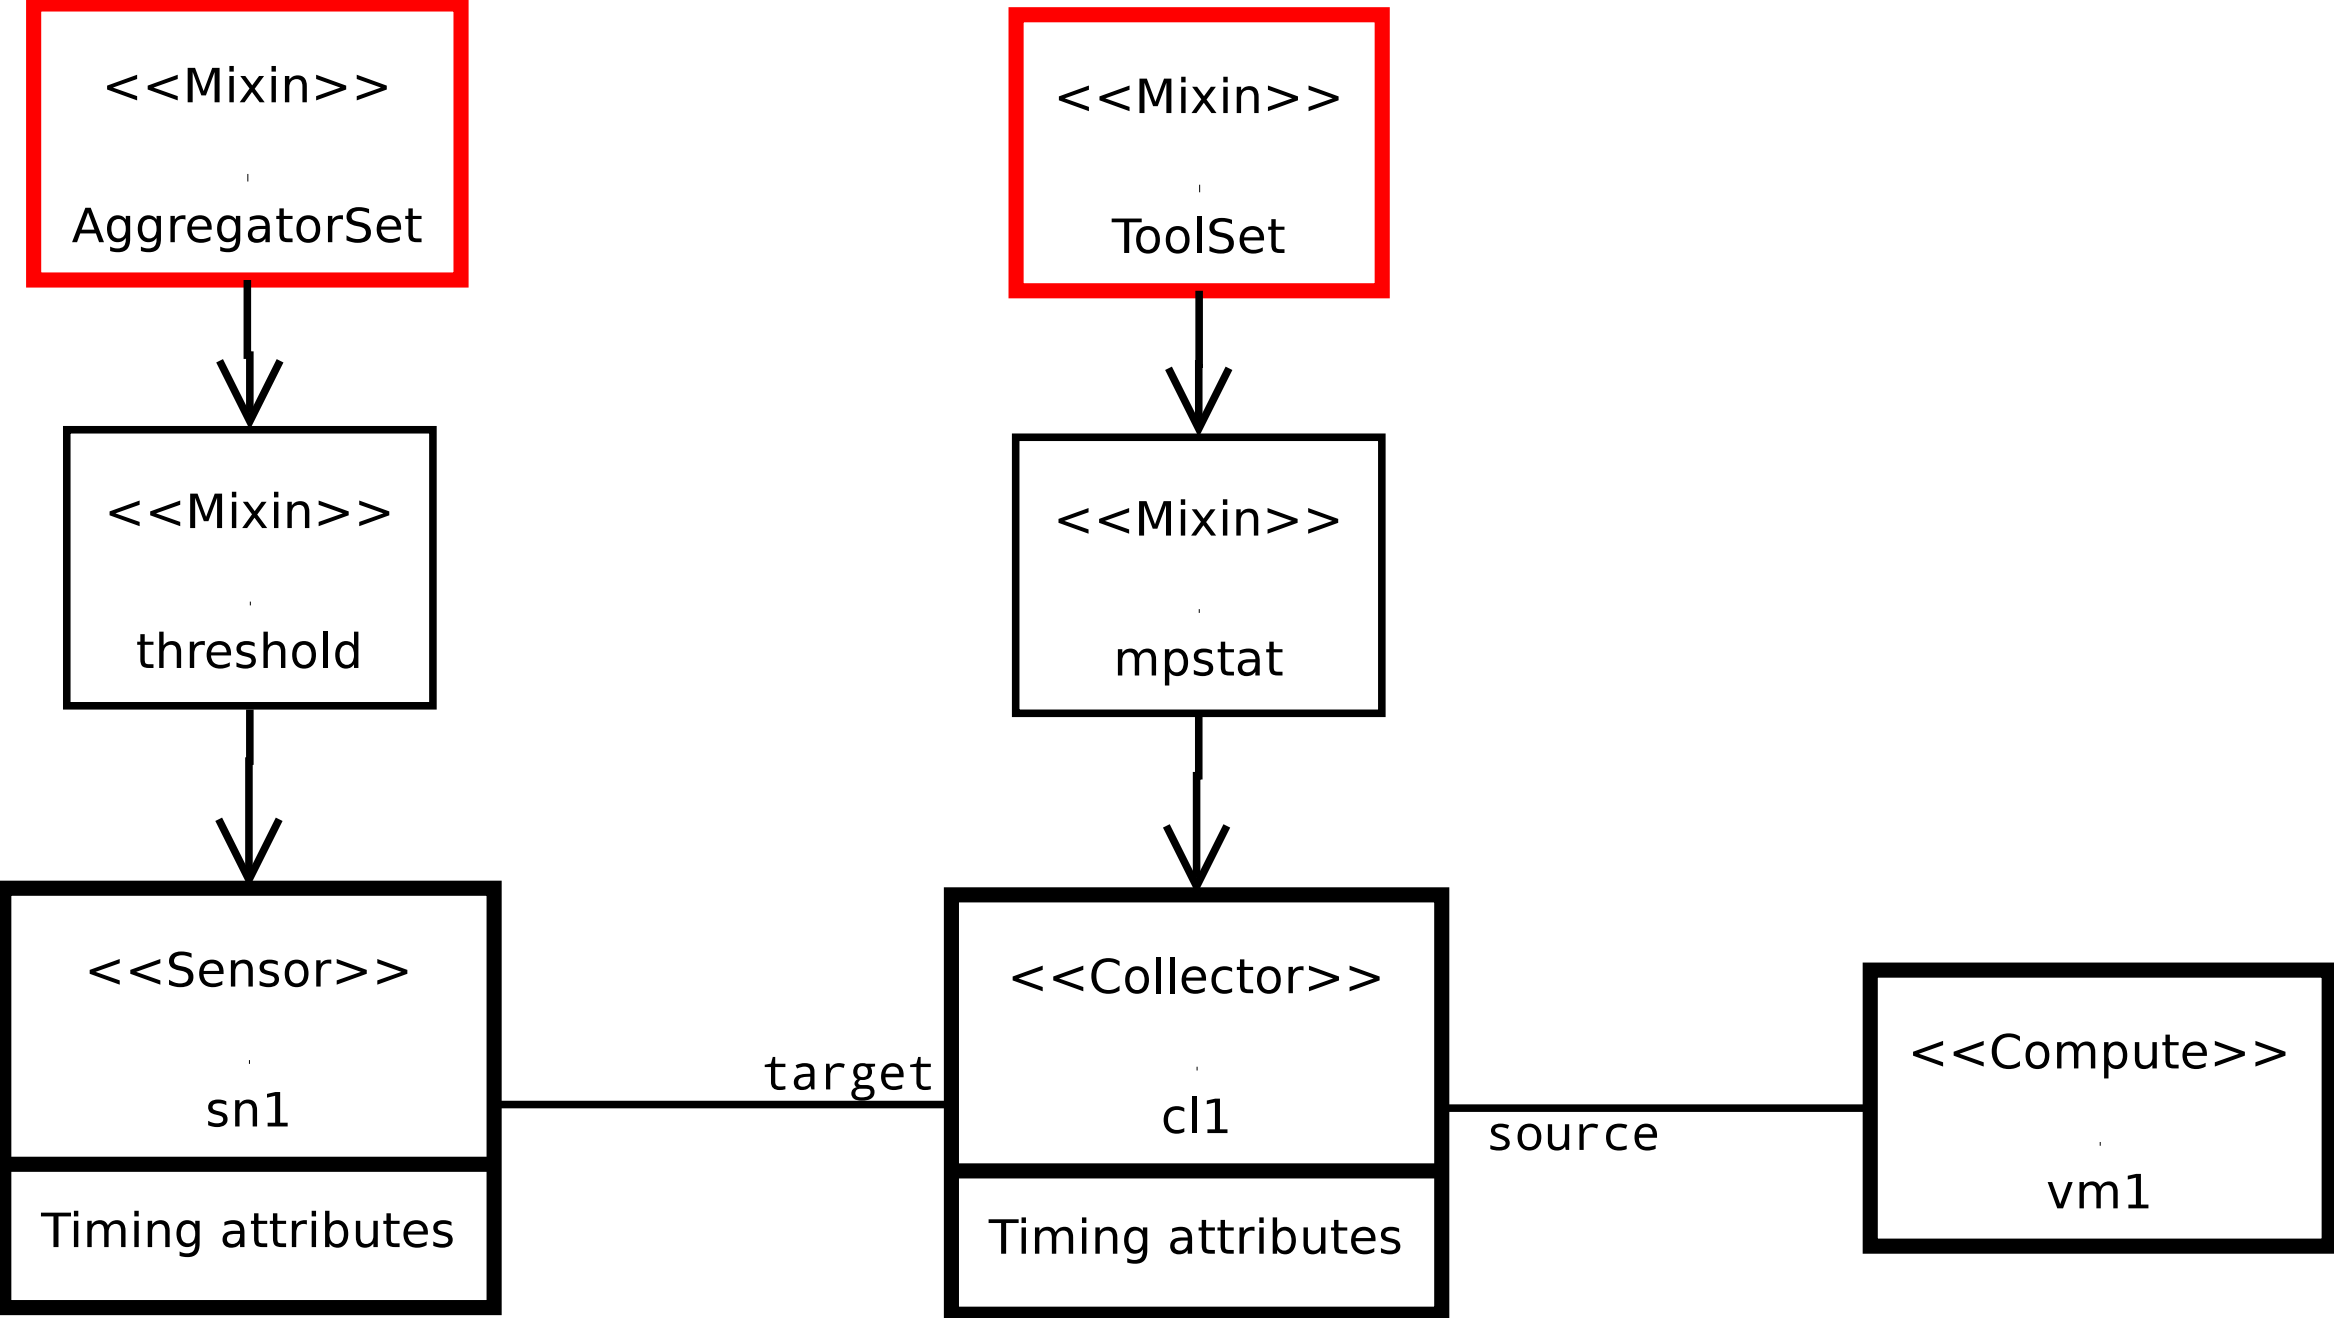 <<Mixin>>
AggregatorSet
<<Mixin>>
ToolSet
<<Mixin>>
threshold
<<Mixin>>
mpstat
<<Sensor>>
sn1
Timing attributes
target
<<Collector>>
cl1
Timing attributes
source
<<Compute>>
vm1